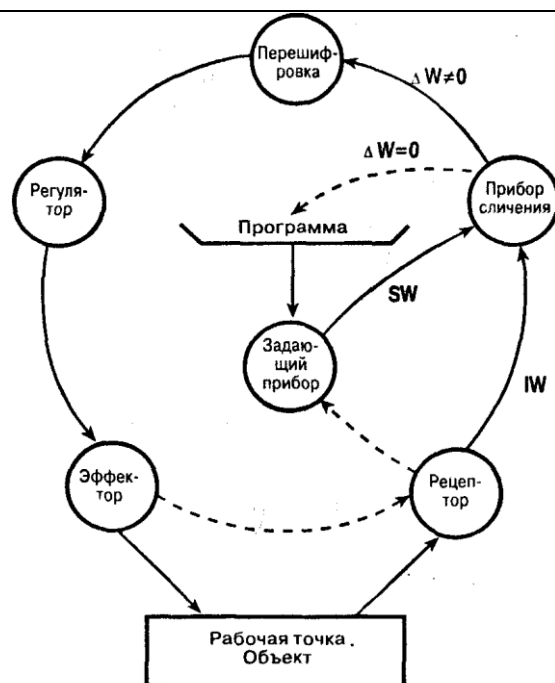 Перешиф-
ровка
ΔW≠0
ΔW=0
Регуля-
тор
Прибор
сличения
Программа
SW
Задаю-
щий
прибор
IW
Эффек-
тор
Рецеп-
тор
Рабочая точка.
Объект